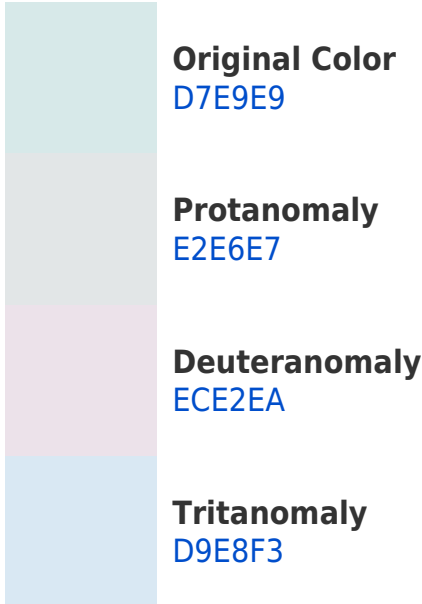 Original Color
D7E9E9
Protanomaly
E2E6E7
Deuteranomaly
ECE2EA
Tritanomaly
D9E8F3